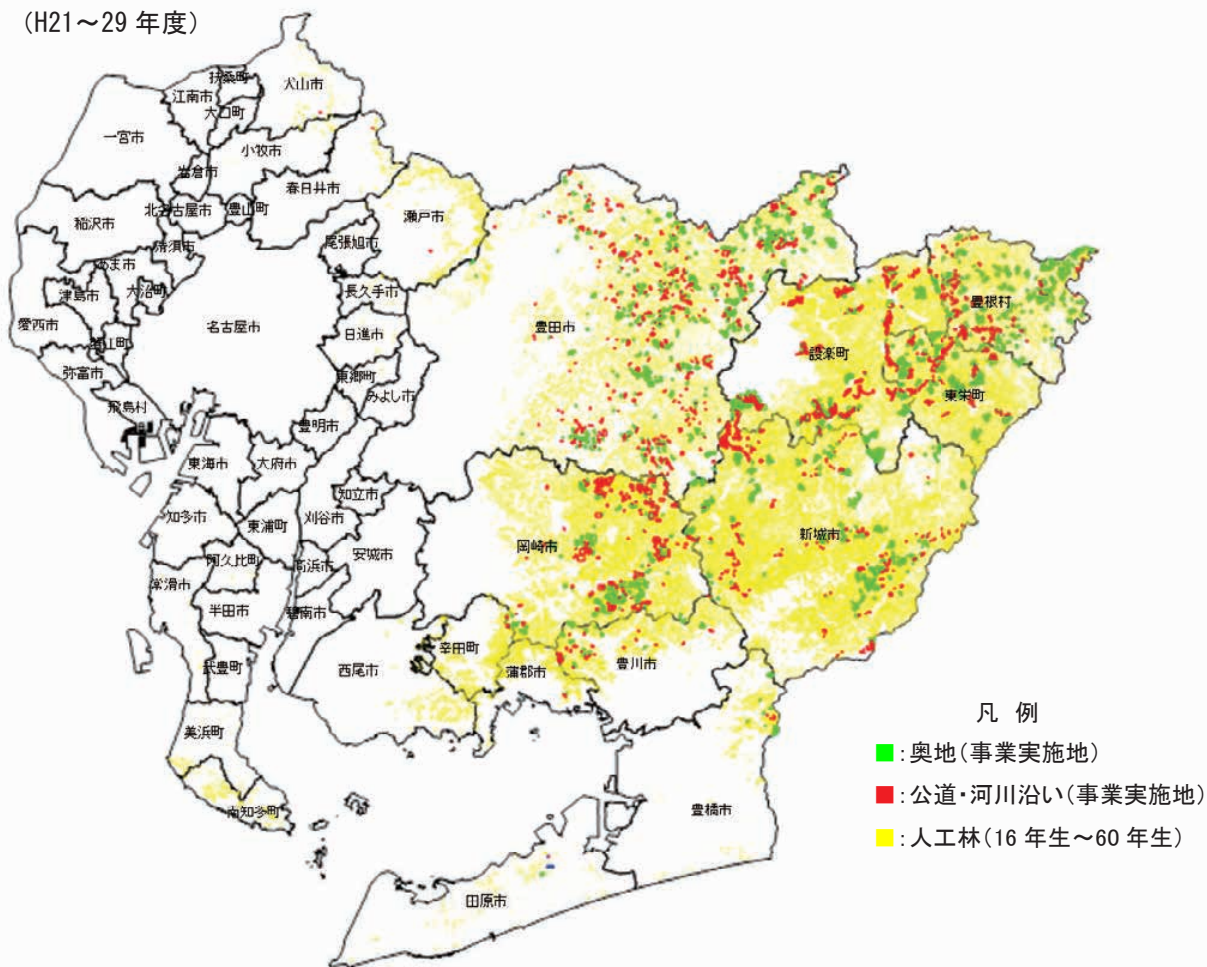 (H21～29 年度)
扶桑町
犬山市
江南市
大口町
一宮市
小牧市
岩倉市
春日井市
稲沢市
北名古屋市
豊山町
瀬戸市
清須市
尾張旭市
あま市
津島市
大治町
長久手市
愛西市
名古屋市
日進市
豊田市
豊根村
設楽町
蟹江町
弥富市
東郷町
みよし市
東栄町
飛島村
豊明市
東海市
大府市
知立市
知多市
東浦町
刈谷市
岡崎市
新城市
安城市
阿久比町
高浜市
常滑市
半田市
碧南市
武豊町
西尾市
幸田町
蒲郡市
豊川市
美浜町
南知多町
豊橋市
田原市
凡 例
■:奥地(事業実施地)
■:公道・河川沿い(事業実施地)
■:人工林(16 年生～60 年生)